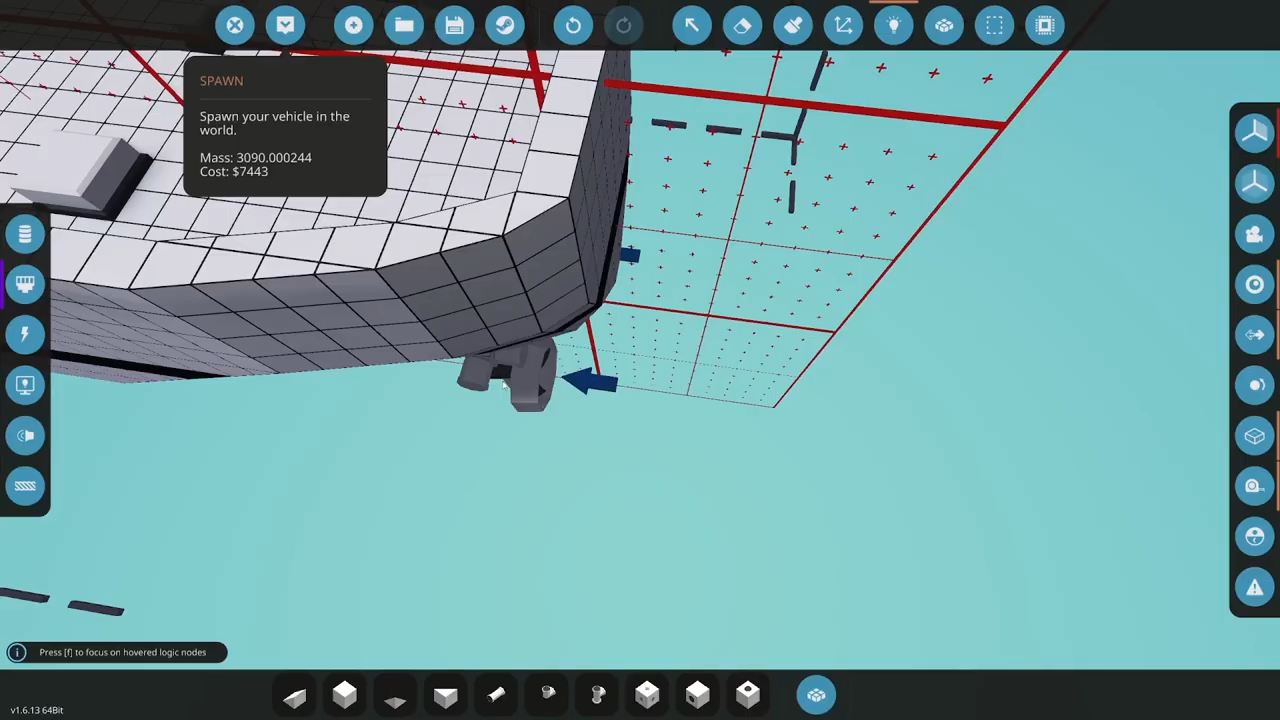 SPAWN
Spawn your vehicle in the
world.
Mass: 3090.000244
Cost: $7443
Press [f] to focus on hovered logic nodes
v1.6.13 64Bit